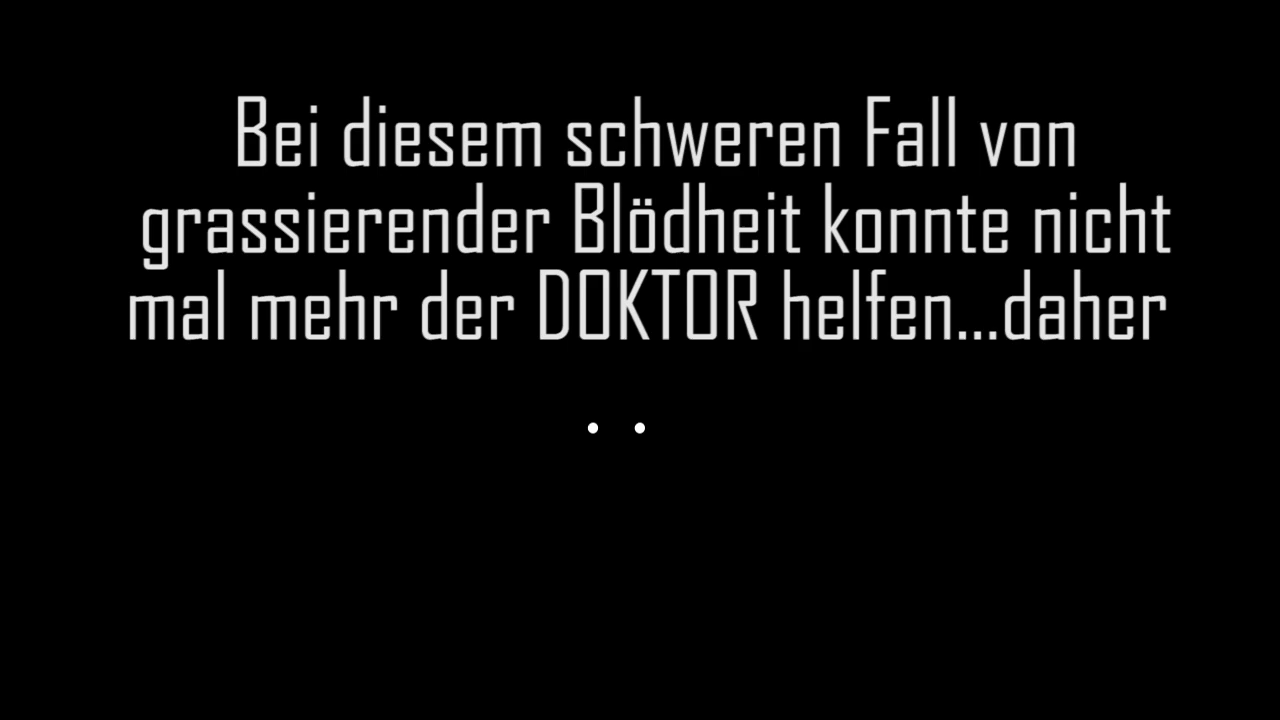 Bei diesem schweren Fall von
grassierender Blödheit konnte nicht
mal mehr der DOKTOR helfen...daher
. .